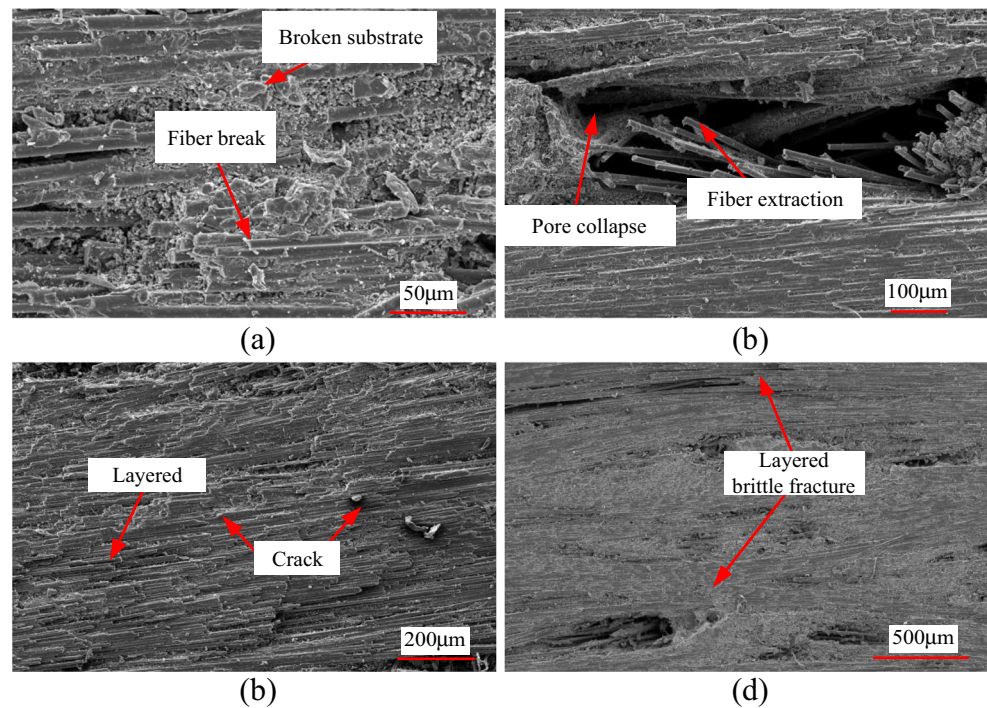 Broken substrate
Fiber break
50μm
(a)
Fiber extraction
Pore collapse
100μm
(b)
Layered
Crack
200μm
(b)
Layered
brittle fracture
500μm
(d)